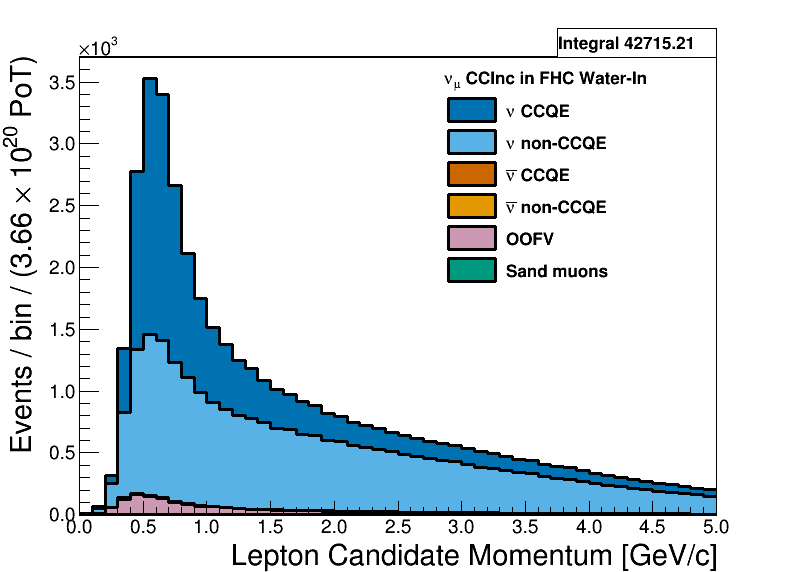 Integral 42715.21
×10³
ν_μ CCInc in FHC Water-In
ν CCQE
ν non-CCQE
ν̅ CCQE
ν̅ non-CCQE
OOFV
Sand muons
Events / bin / (3.66 × 10²⁰ PoT)
3.5
3.0
2.5
2.0
1.5
1.0
0.5
0.0
0.0 0.5 1.0 1.5 2.0 2.5 3.0 3.5 4.0 4.5 5.0
Lepton Candidate Momentum [GeV/c]